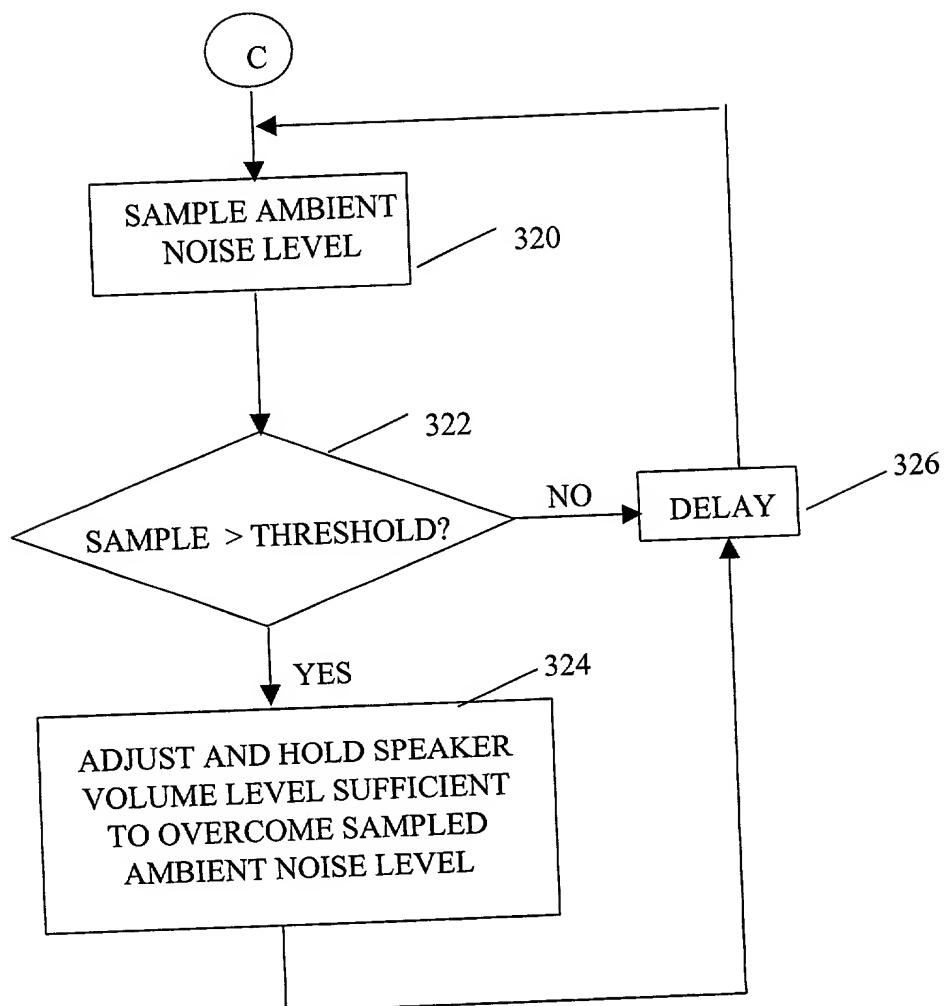 C
SAMPLE AMBIENT
NOISE LEVEL
320
322
SAMPLE > THRESHOLD?
NO
DELAY
326
YES
324
ADJUST AND HOLD SPEAKER
VOLUME LEVEL SUFFICIENT
TO OVERCOME SAMPLED
AMBIENT NOISE LEVEL